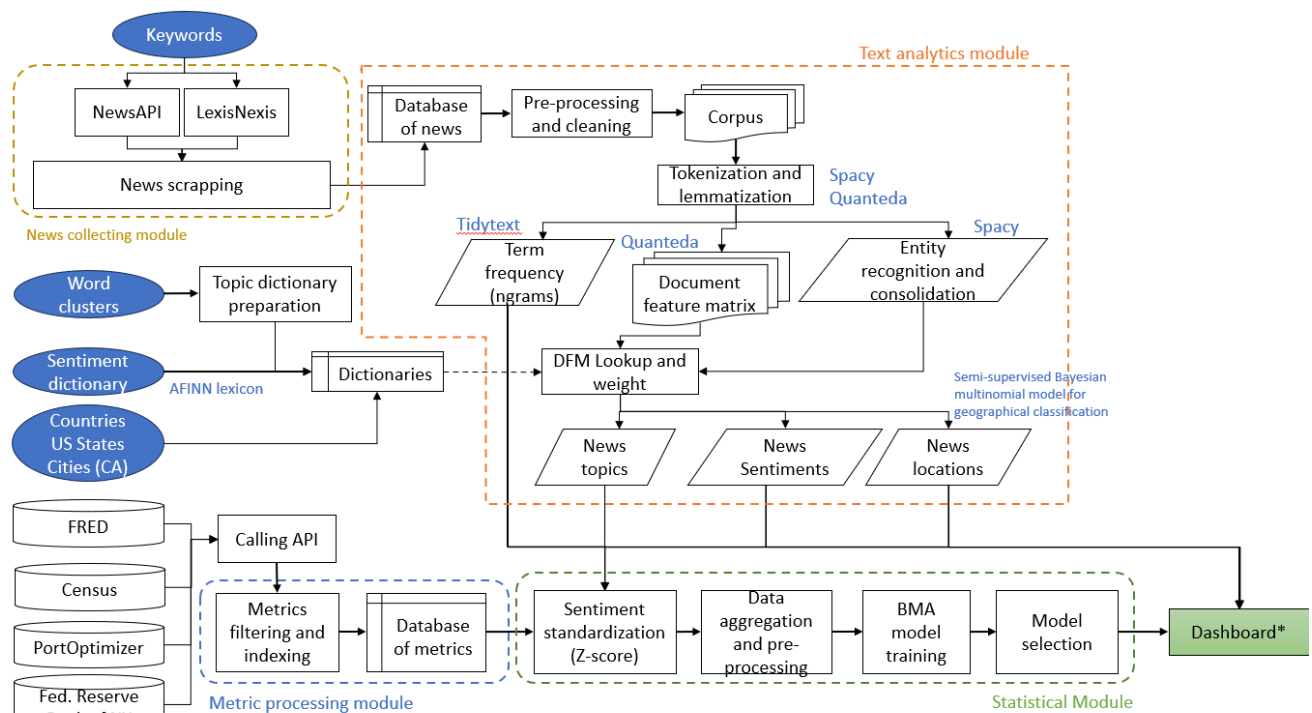 Keywords
Text analytics module
NewsAPI
LexisNexis
News scrapping
News collecting module
Database
of news
Pre-processing
and cleaning
Corpus
Tokenization and
lemmatization
Spacy
Quanteda
Tidytext
Quanteda
Spacy
Term
frequency
(ngrams)
Document
feature matrix
Entity
recognition and
consolidation
Word
clusters
Topic dictionary
preparation
Sentiment
dictionary
AFINN lexicon
Dictionaries
DFM Lookup and
weight
Semi-supervised Bayesian
multinomial model for
geographical classification
Countries
US States
Cities (CA)
News
topics
News
Sentiments
News
locations
FRED
Census
PortOptimizer
Fed. Reserve
Calling API
Metrics
filtering and
indexing
Database
of metrics
Metric processing module
Sentiment
standardization
(Z-score)
Data
aggregation
and pre-
processing
BMA
model
training
Model
selection
Statistical Module
Dashboard*